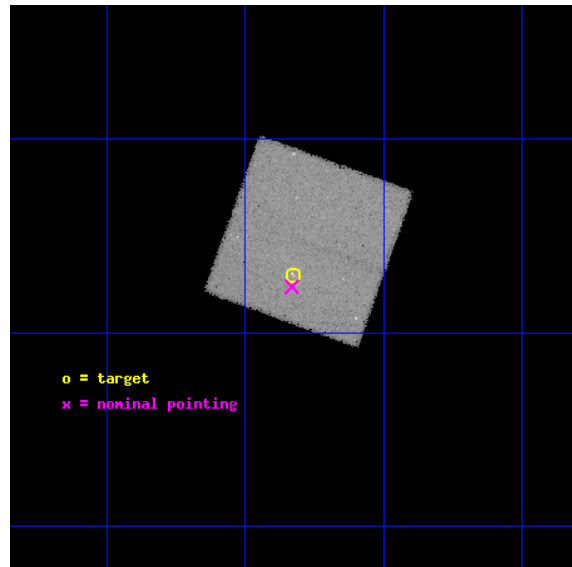 o = target
x = nominal pointing